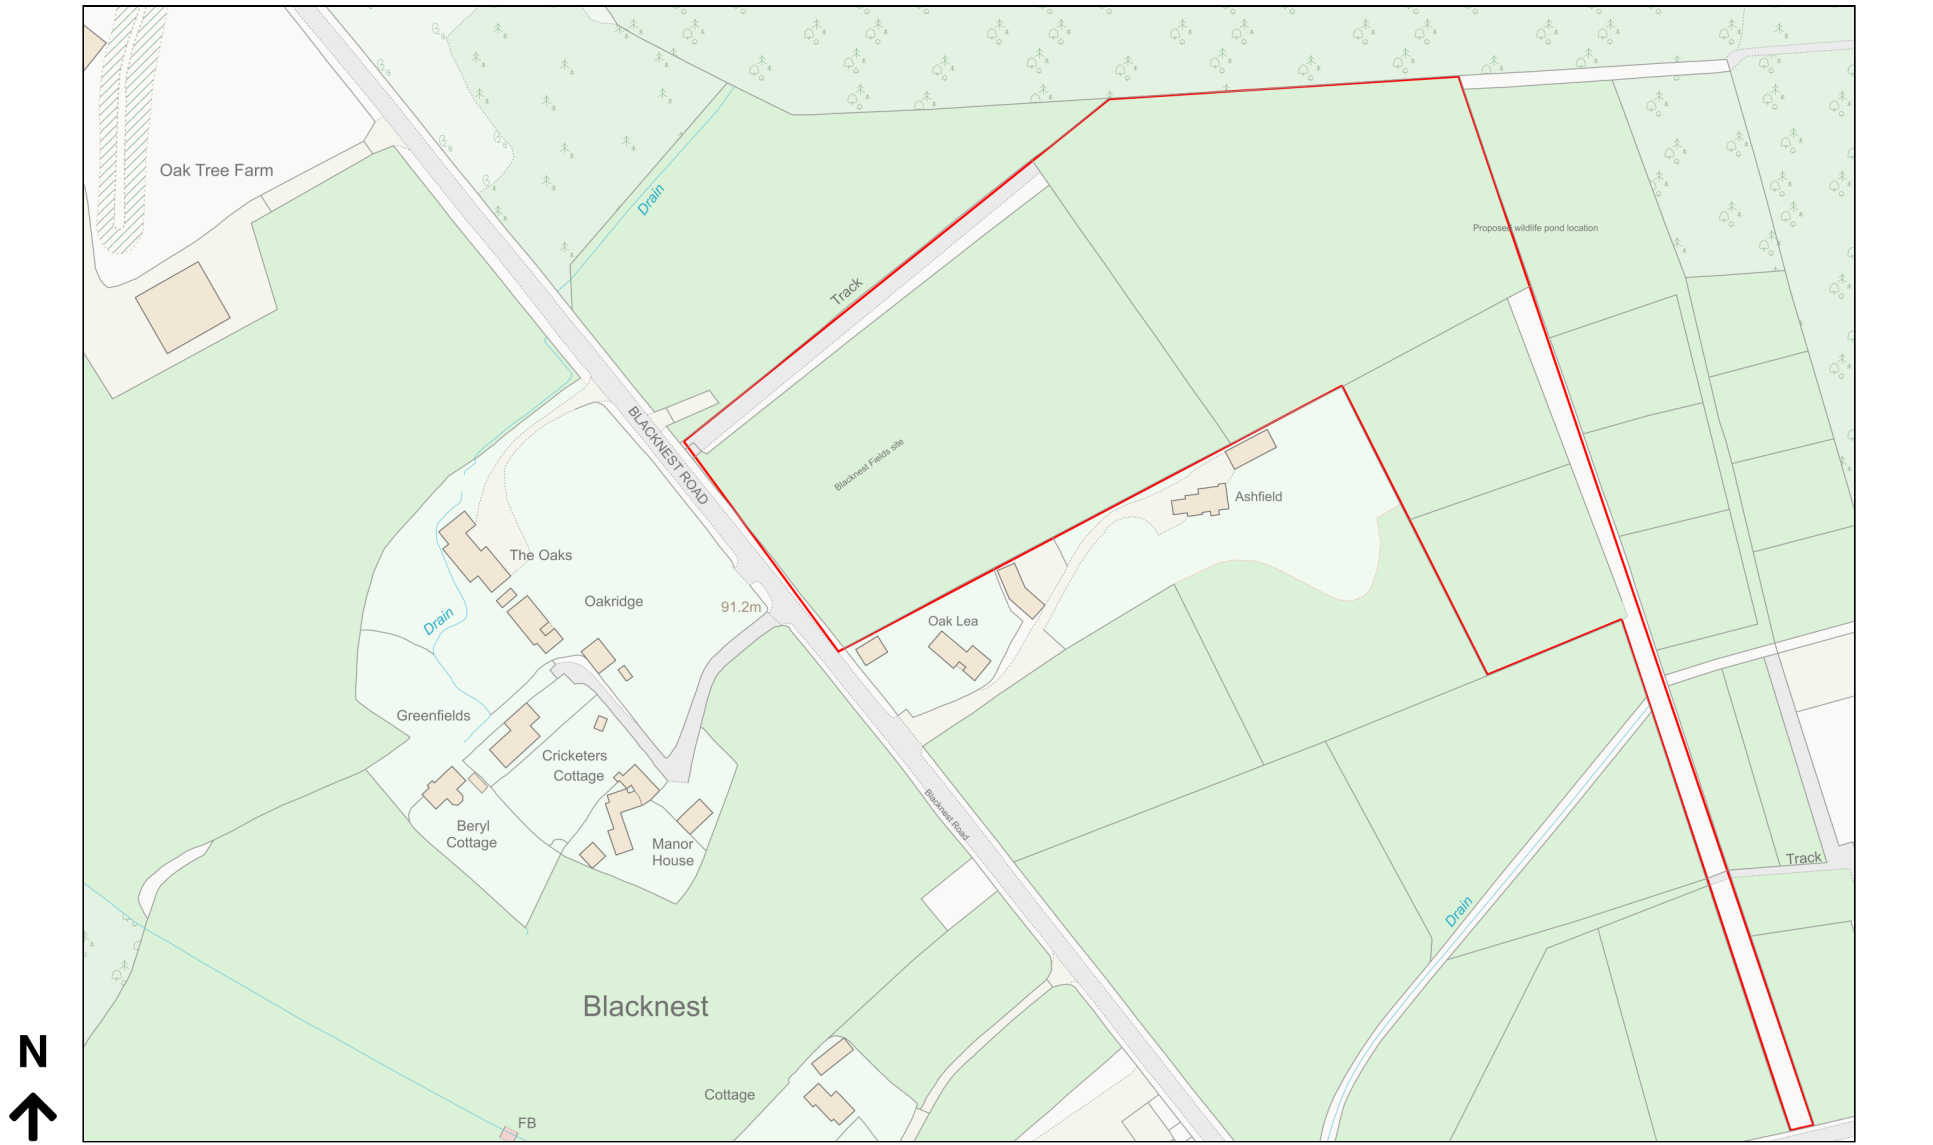 Oak Tree Farm
Drain
Proposed wildlife pond location
Track
BLACKNEST ROAD
Blacknest Fields site
Ashfield
The Oaks
Oakridge
91.2m
Drain
Oak Lea
Greenfields
Cricketers
Cottage
Blacknest Road
Beryl
Cottage
Manor
House
Track
Drain
Blacknest
N
Cottage
FB